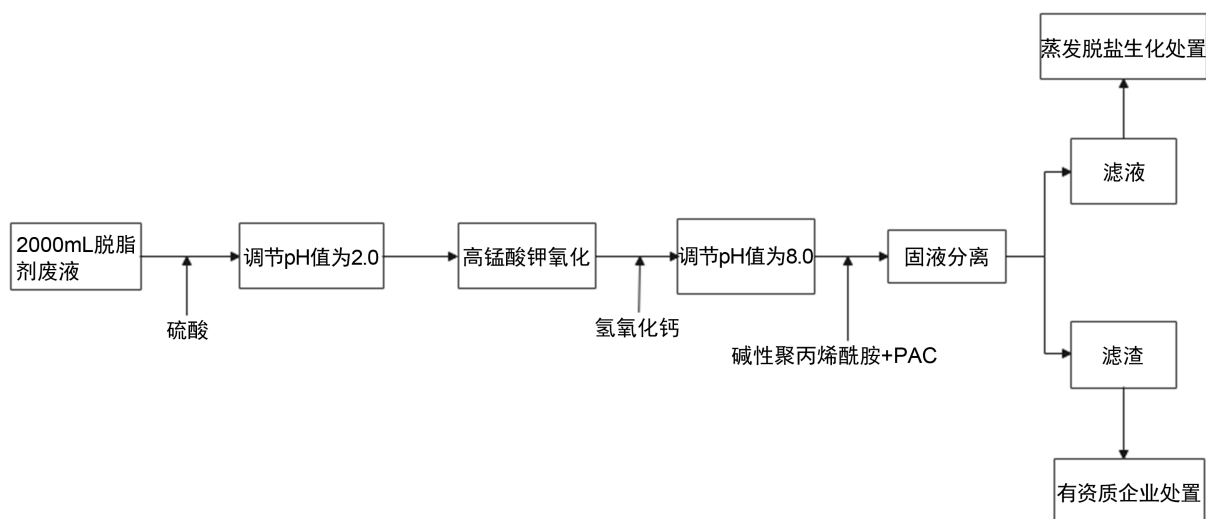 蒸发脱盐生化处置
滤液
2000mL脱脂
剂废液
调节pH值为2.0
高锰酸钾氧化
调节pH值为8.0
固液分离
硫酸
氢氧化钙
碱性聚丙烯酰胺+PAC
滤渣
有资质企业处置